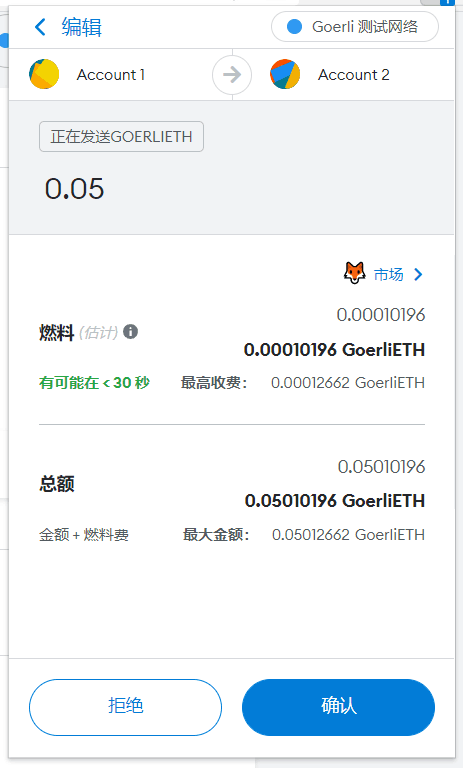 编辑
Goerli 测试网络
Account 1
Account 2
正在发送GOERLIETH
0.05
市场
0.00010196
燃料 (估计)
0.00010196 GoerliETH
有可能在 < 30 秒 最高收费： 0.00012662 GoerliETH
0.05010196
总额
0.05010196 GoerliETH
金额 + 燃料费 最大金额： 0.05012662 GoerliETH
拒绝
确认